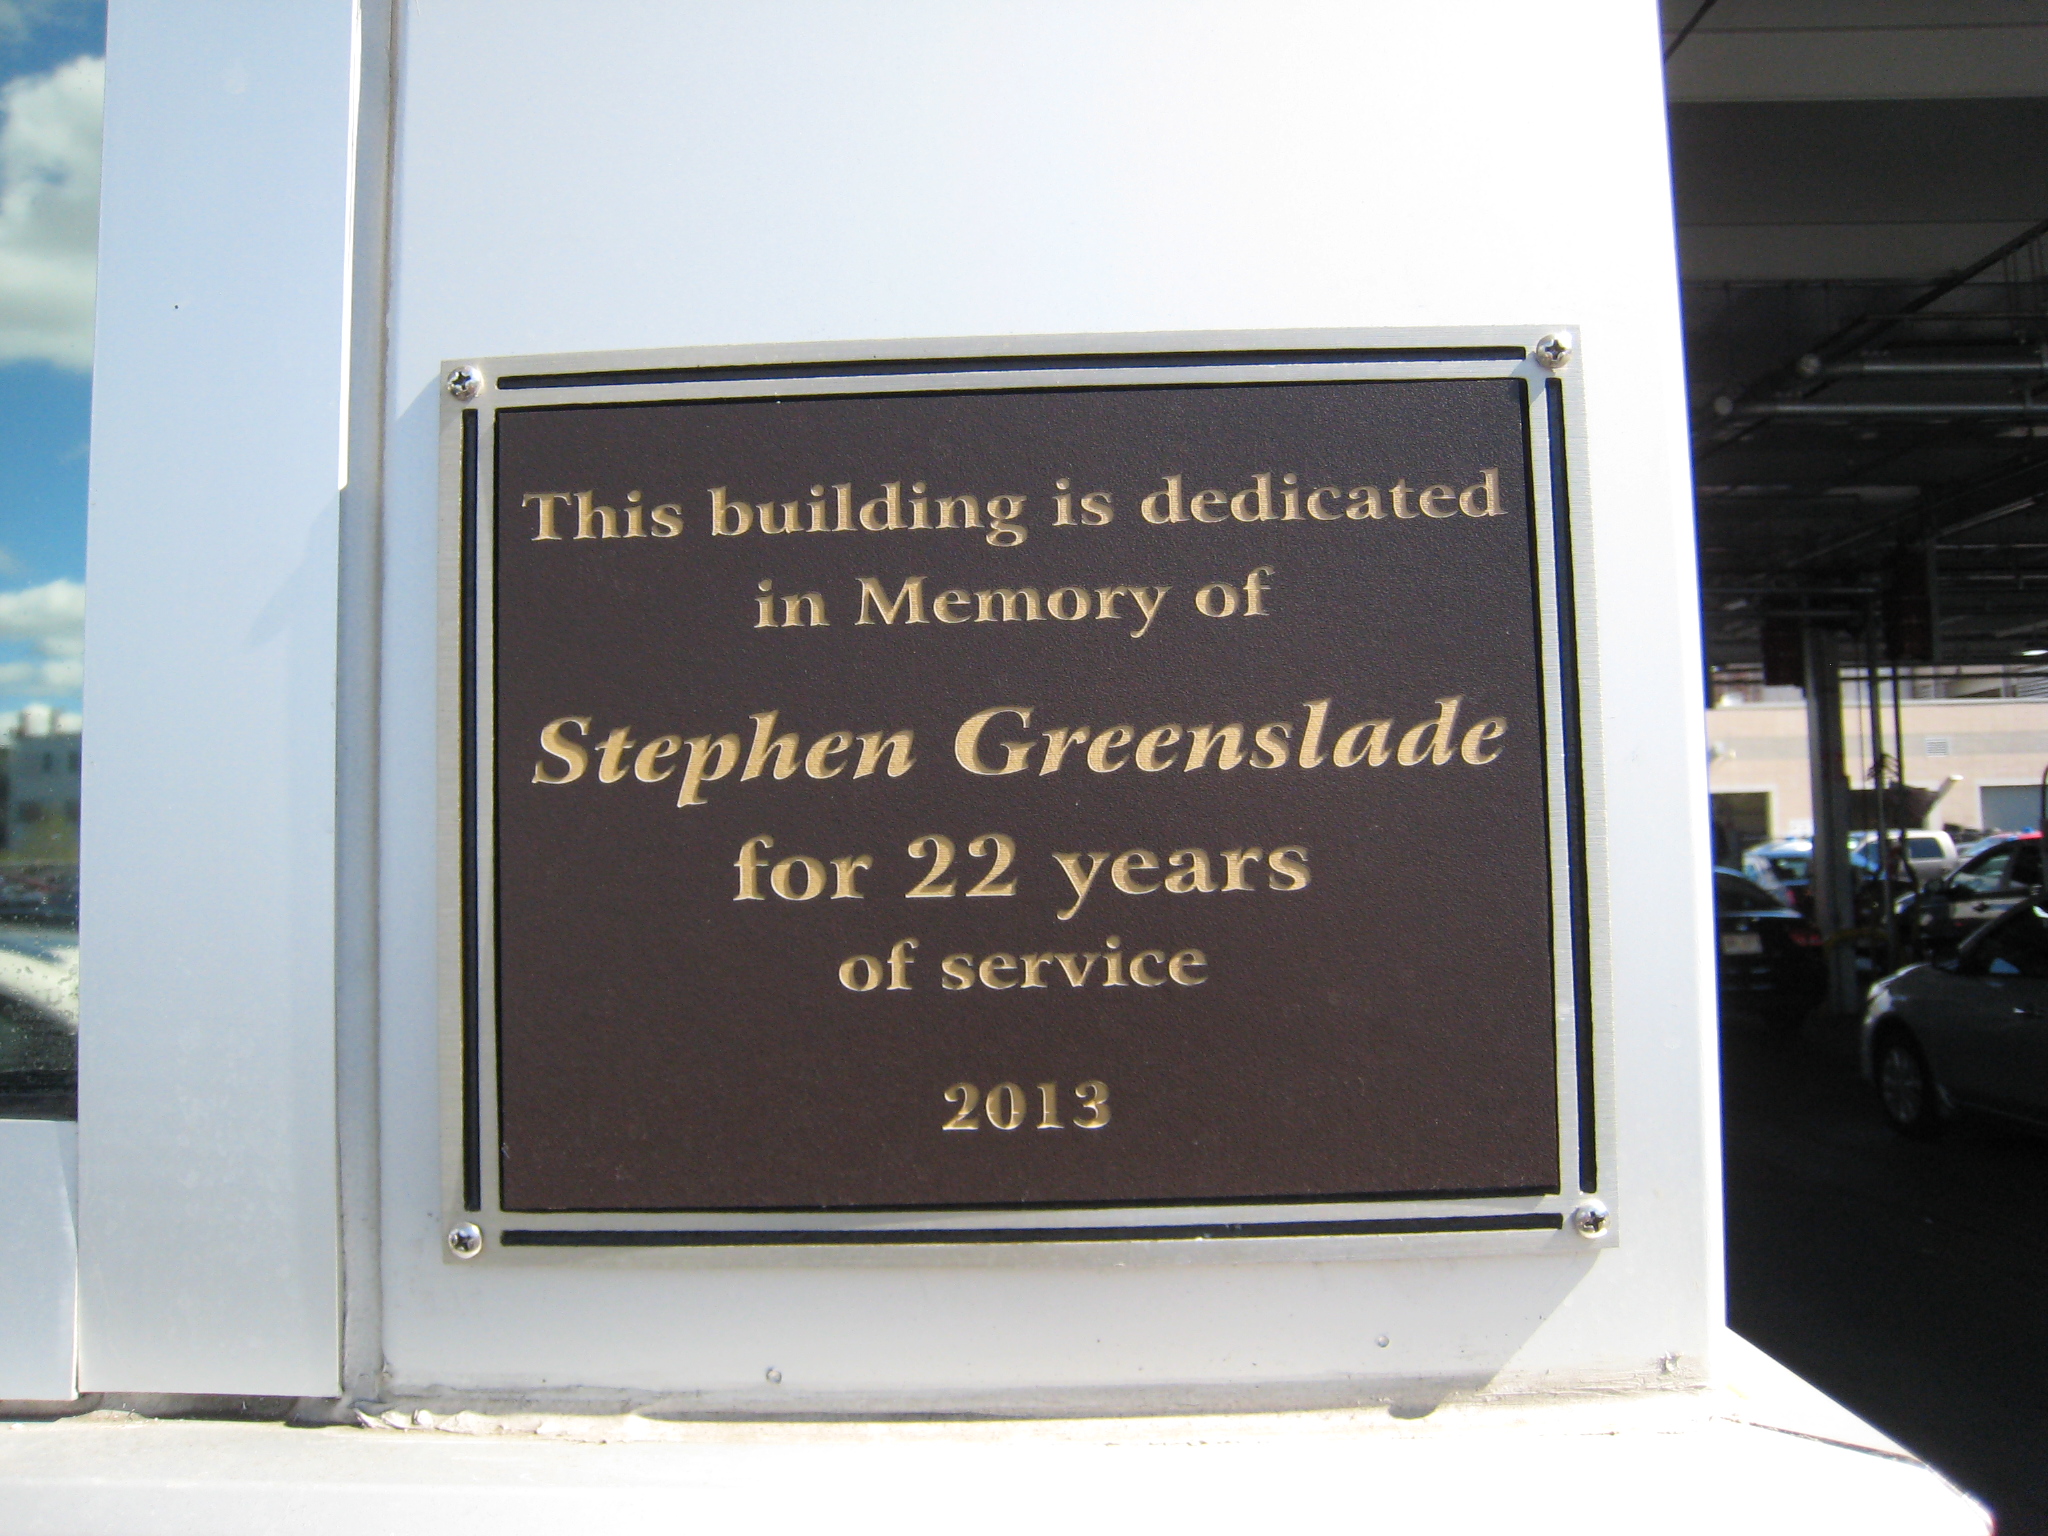 This building is dedicated
in Memory of
Stephen Greenslade
for 22 years
of service
2013